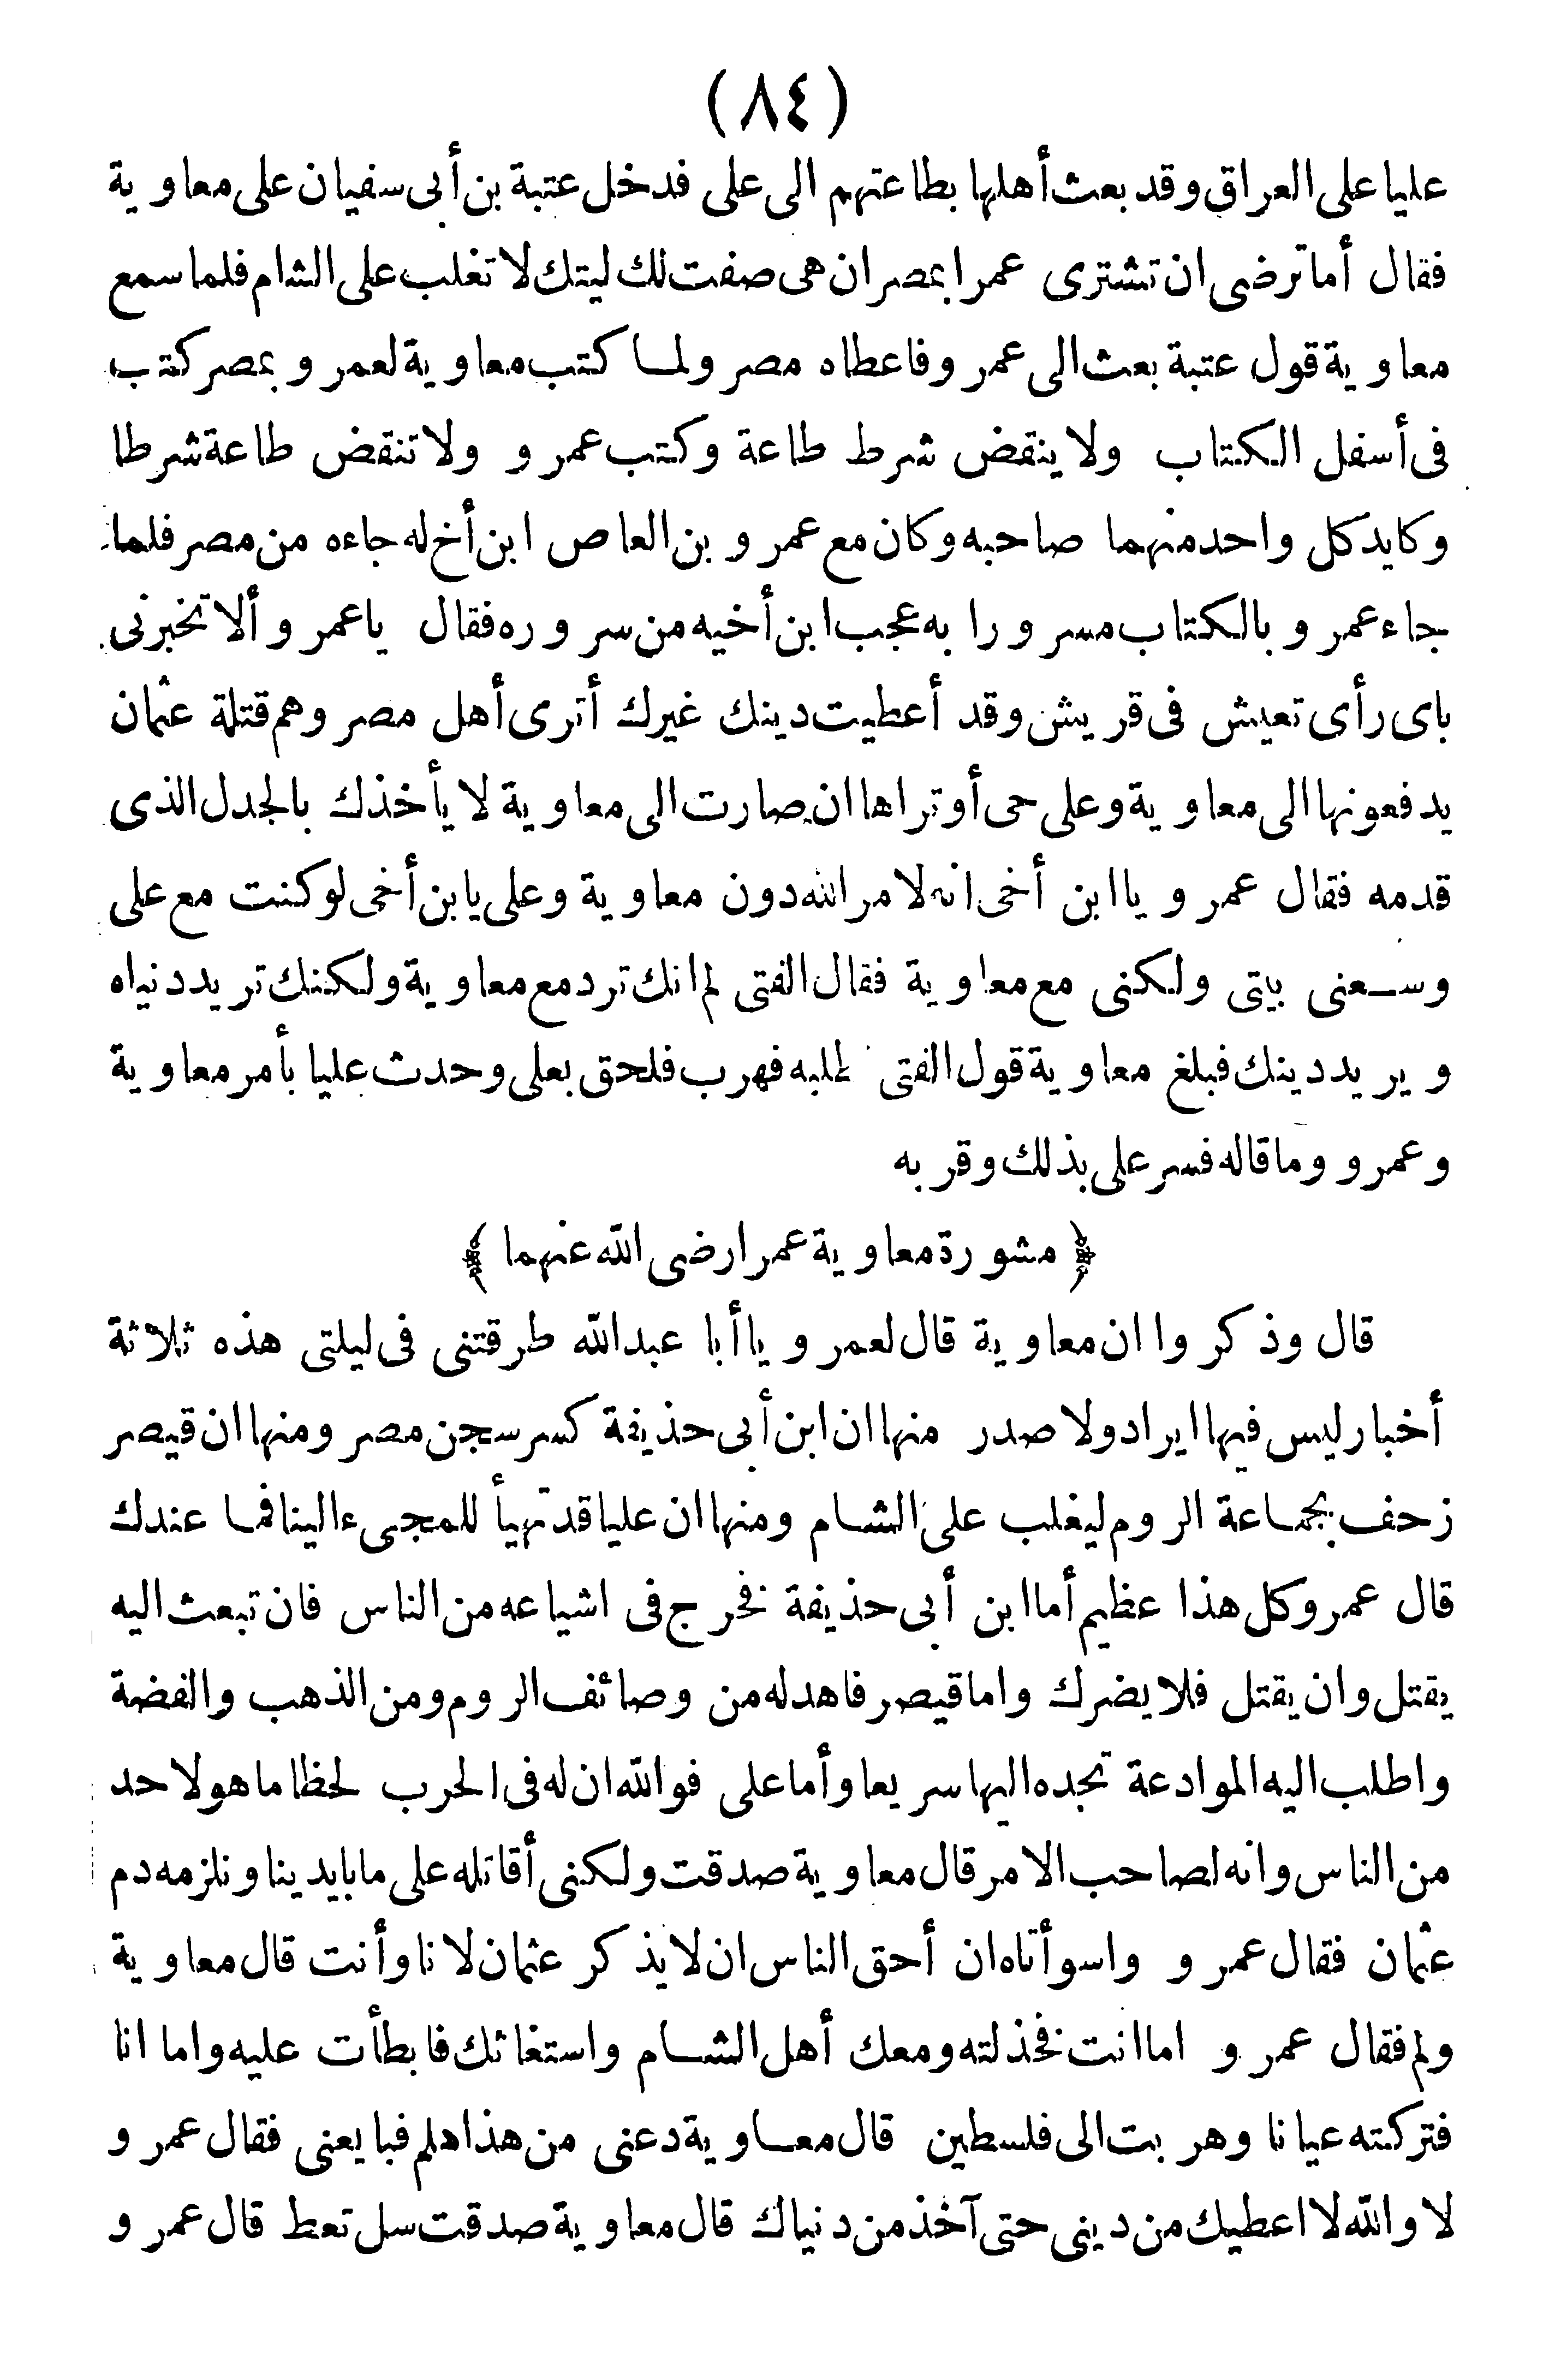 (٨٤)
عليا على العراق وقد بعث أهلها بطاعتهم الى على فدخل عتبة بن أبى سفيان على معاوية
فقال أما ترضى ان تشترى عمرا بمصر ان هى صفت لك ليتك لا تغلب على الشام فلما سمع
معاوية قول عتبة بعث الى عمرو فاعطاه مصر ولما كتب معاوية لعمرو بمصر كتب
فى أسفل الكتاب ولا ينقض شرط طاعة وكتب عمرو ولا تنقض طاعة شرطا
وكايد كل واحد منهما صاحبه وكان مع عمرو بن العاص ابن أخ له جاءه من مصر فلما
جاء عمرو بالكتاب مسرورا به عجب ابن أخيه من سروره فقال يا عمرو ألا تخبرنى
باى رأى تعيش فى قريش وقد أعطيت دينك غيرك أترى أهل مصر وهم قتلة عثمان
يدفعونها الى معاوية وعلى حى أو تراها ان صارت الى معاوية لا يأخذك بالجدل الذى
قدمه فقال عمرو يا ابن أخى انه لامر الله دون معاوية وعلى يابن أخى لو كنت مع على
وسعنى بيتى ولكنى مع معاوية فقال الفتى لم انك ترد مع معاوية ولكنك تريد دنياه
ويريد دينك فبلغ معاوية قول الفتى طلبه فهرب فلحق بعلى وحدث عليا بأمر معاوية
وعمرو وما قاله فسر على بذلك وقربه
﴿ مشورة معاوية عمرا رضى الله عنهما ﴾
قال وذكروا ان معاوية قال لعمرو يا أبا عبد الله طرقتنى فى ليلتى هذه ثلاثة
أخبار ليس فيها ايراد ولا صدر منها ان ابن أبى حذيفة كسر سجن مصر ومنها ان قيصر
زحف بجماعة الروم ليغلب على الشام ومنها ان عليا قد تهيأ للمجىء الينا فما عندك
قال عمرو كل هذا عظيم أما ابن أبى حذيفة فخرج فى اشياعه من الناس فان تبعث اليه
يقتل وان يقتل فلا يضرك واما قيصر فاهد له من وصائف الروم ومن الذهب والفضة
واطلب اليه الموادعة تجده اليها سريعا وأما على فوالله ان له فى الحرب لحظا ما هو لاحد
من الناس وانه لصاحب الامر قال معاوية صدقت ولكنى أقاتله على ما بايدينا ونلزمه دم
عثمان فقال عمرو واسوأتاه ان أحق الناس ان لا يذكر عثمان لانا وأنت قال معاوية
ولم فقال عمرو اما انت فخذلته ومعك أهل الشام واستغاثك فابطأت عليه واما انا
فتركته عيانا وهربت الى فلسطين قال معاوية دعنى من هذا هلم فبايعنى فقال عمرو
لا والله لا اعطيك من دينى حتى آخذ من دنياك قال معاوية صدقت سل تعط قال عمرو